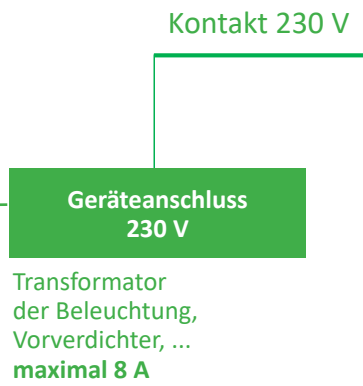 Kontakt 230 V
Geräteanschluss
230 V
Transformator
der Beleuchtung,
Vorverdichter, ...
maximal 8 A